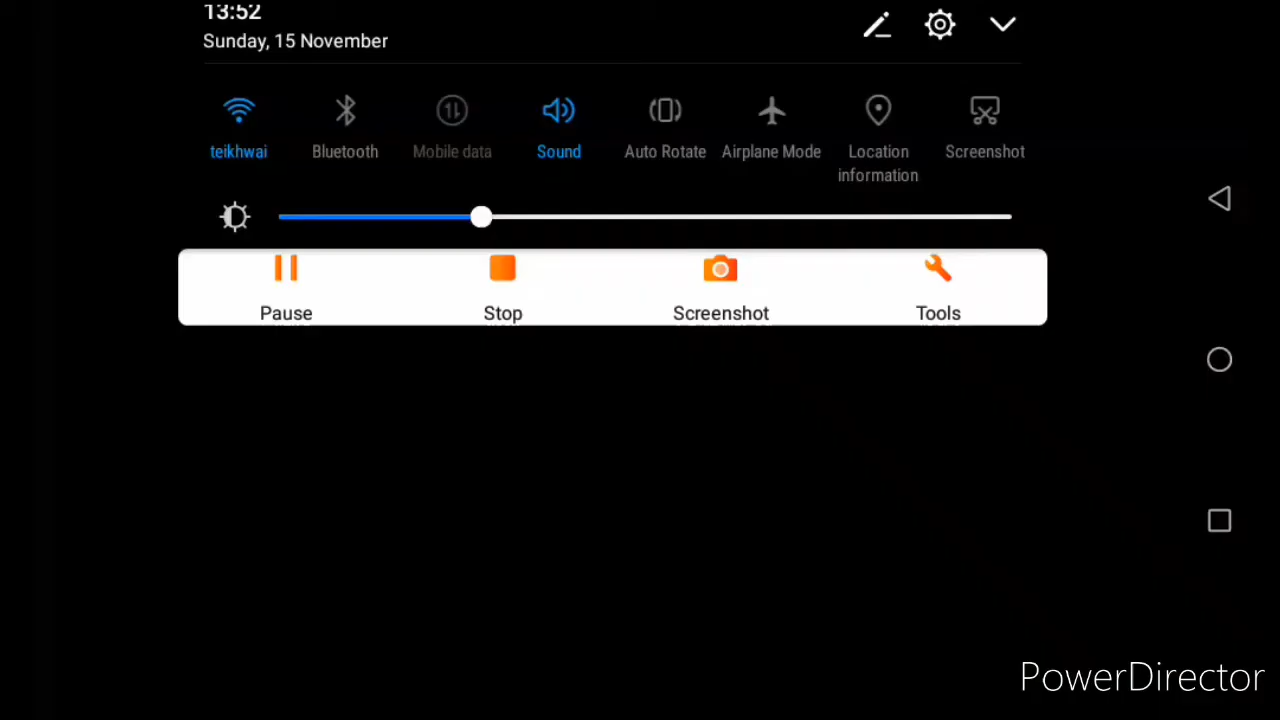 13:52
Sunday, 15 November
teikhwai
Bluetooth
Mobile data
Sound
Auto Rotate
Airplane Mode
Location
information
Screenshot
Pause
Stop
Screenshot
Tools
PowerDirector